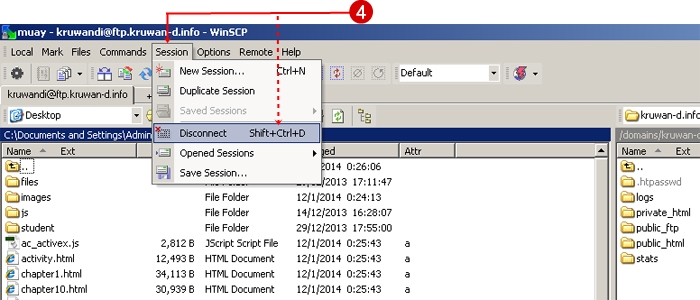 4
muay - kruwandi@ftp.kruwan-d.info - WinSCP
Local Mark Files Commands Session Options Remote Help
Default
kruwandi@ftp.kruwan-d.info
New Session... Ctrl+N
Duplicate Session
Saved Sessions
Disconnect Shift+Ctrl+D
Opened Sessions
Save Session...
Desktop
kruwan-d.info
C:\Documents and Settings\Admin
/domains/kruwan-d.info
Name Ext ged Attr
Name Ext
.. 12/1/2014 0:26:06
files File Folder 20/12/2013 17:11:47
images File Folder 12/1/2014 0:24:13
js File Folder 14/12/2013 16:28:07
student File Folder 29/12/2013 17:55:00
ac_activex.js 2,812 B JScript Script File 12/1/2014 0:25:43 a
activity.html 12,493 B HTML Document 12/1/2014 0:25:43 a
chapter1.html 34,113 B HTML Document 12/1/2014 0:25:43 a
chapter10.html 30,939 B HTML Document 12/1/2014 0:25:43 a
..
.htpasswd
logs
private_html
public_ftp
public_html
stats